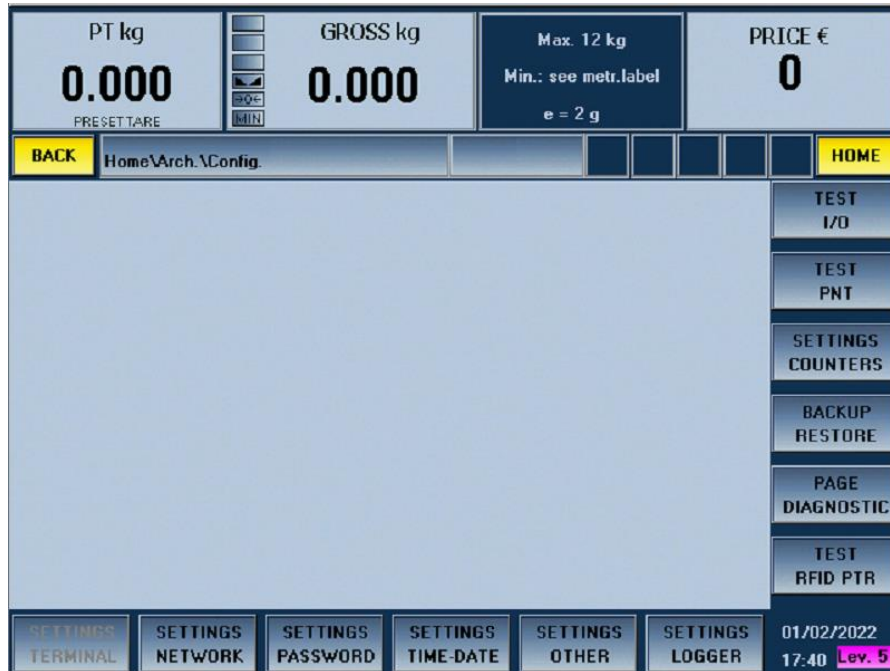 PT kg
0.000
PRESETTARE
MIN
GROSS kg
0.000
Max. 12 kg
Min.: see metr.label
e = 2 g
PRICE €
0
BACK
Home\Arch.\Config.
HOME
TEST
I/O
TEST
PNT
SETTINGS
COUNTERS
BACKUP
RESTORE
PAGE
DIAGNOSTIC
TEST
RFID PTR
SETTINGS
TERMINAL
SETTINGS
NETWORK
SETTINGS
PASSWORD
SETTINGS
TIME-DATE
SETTINGS
OTHER
SETTINGS
LOGGER
01/02/2022
17:40 Lev. 5